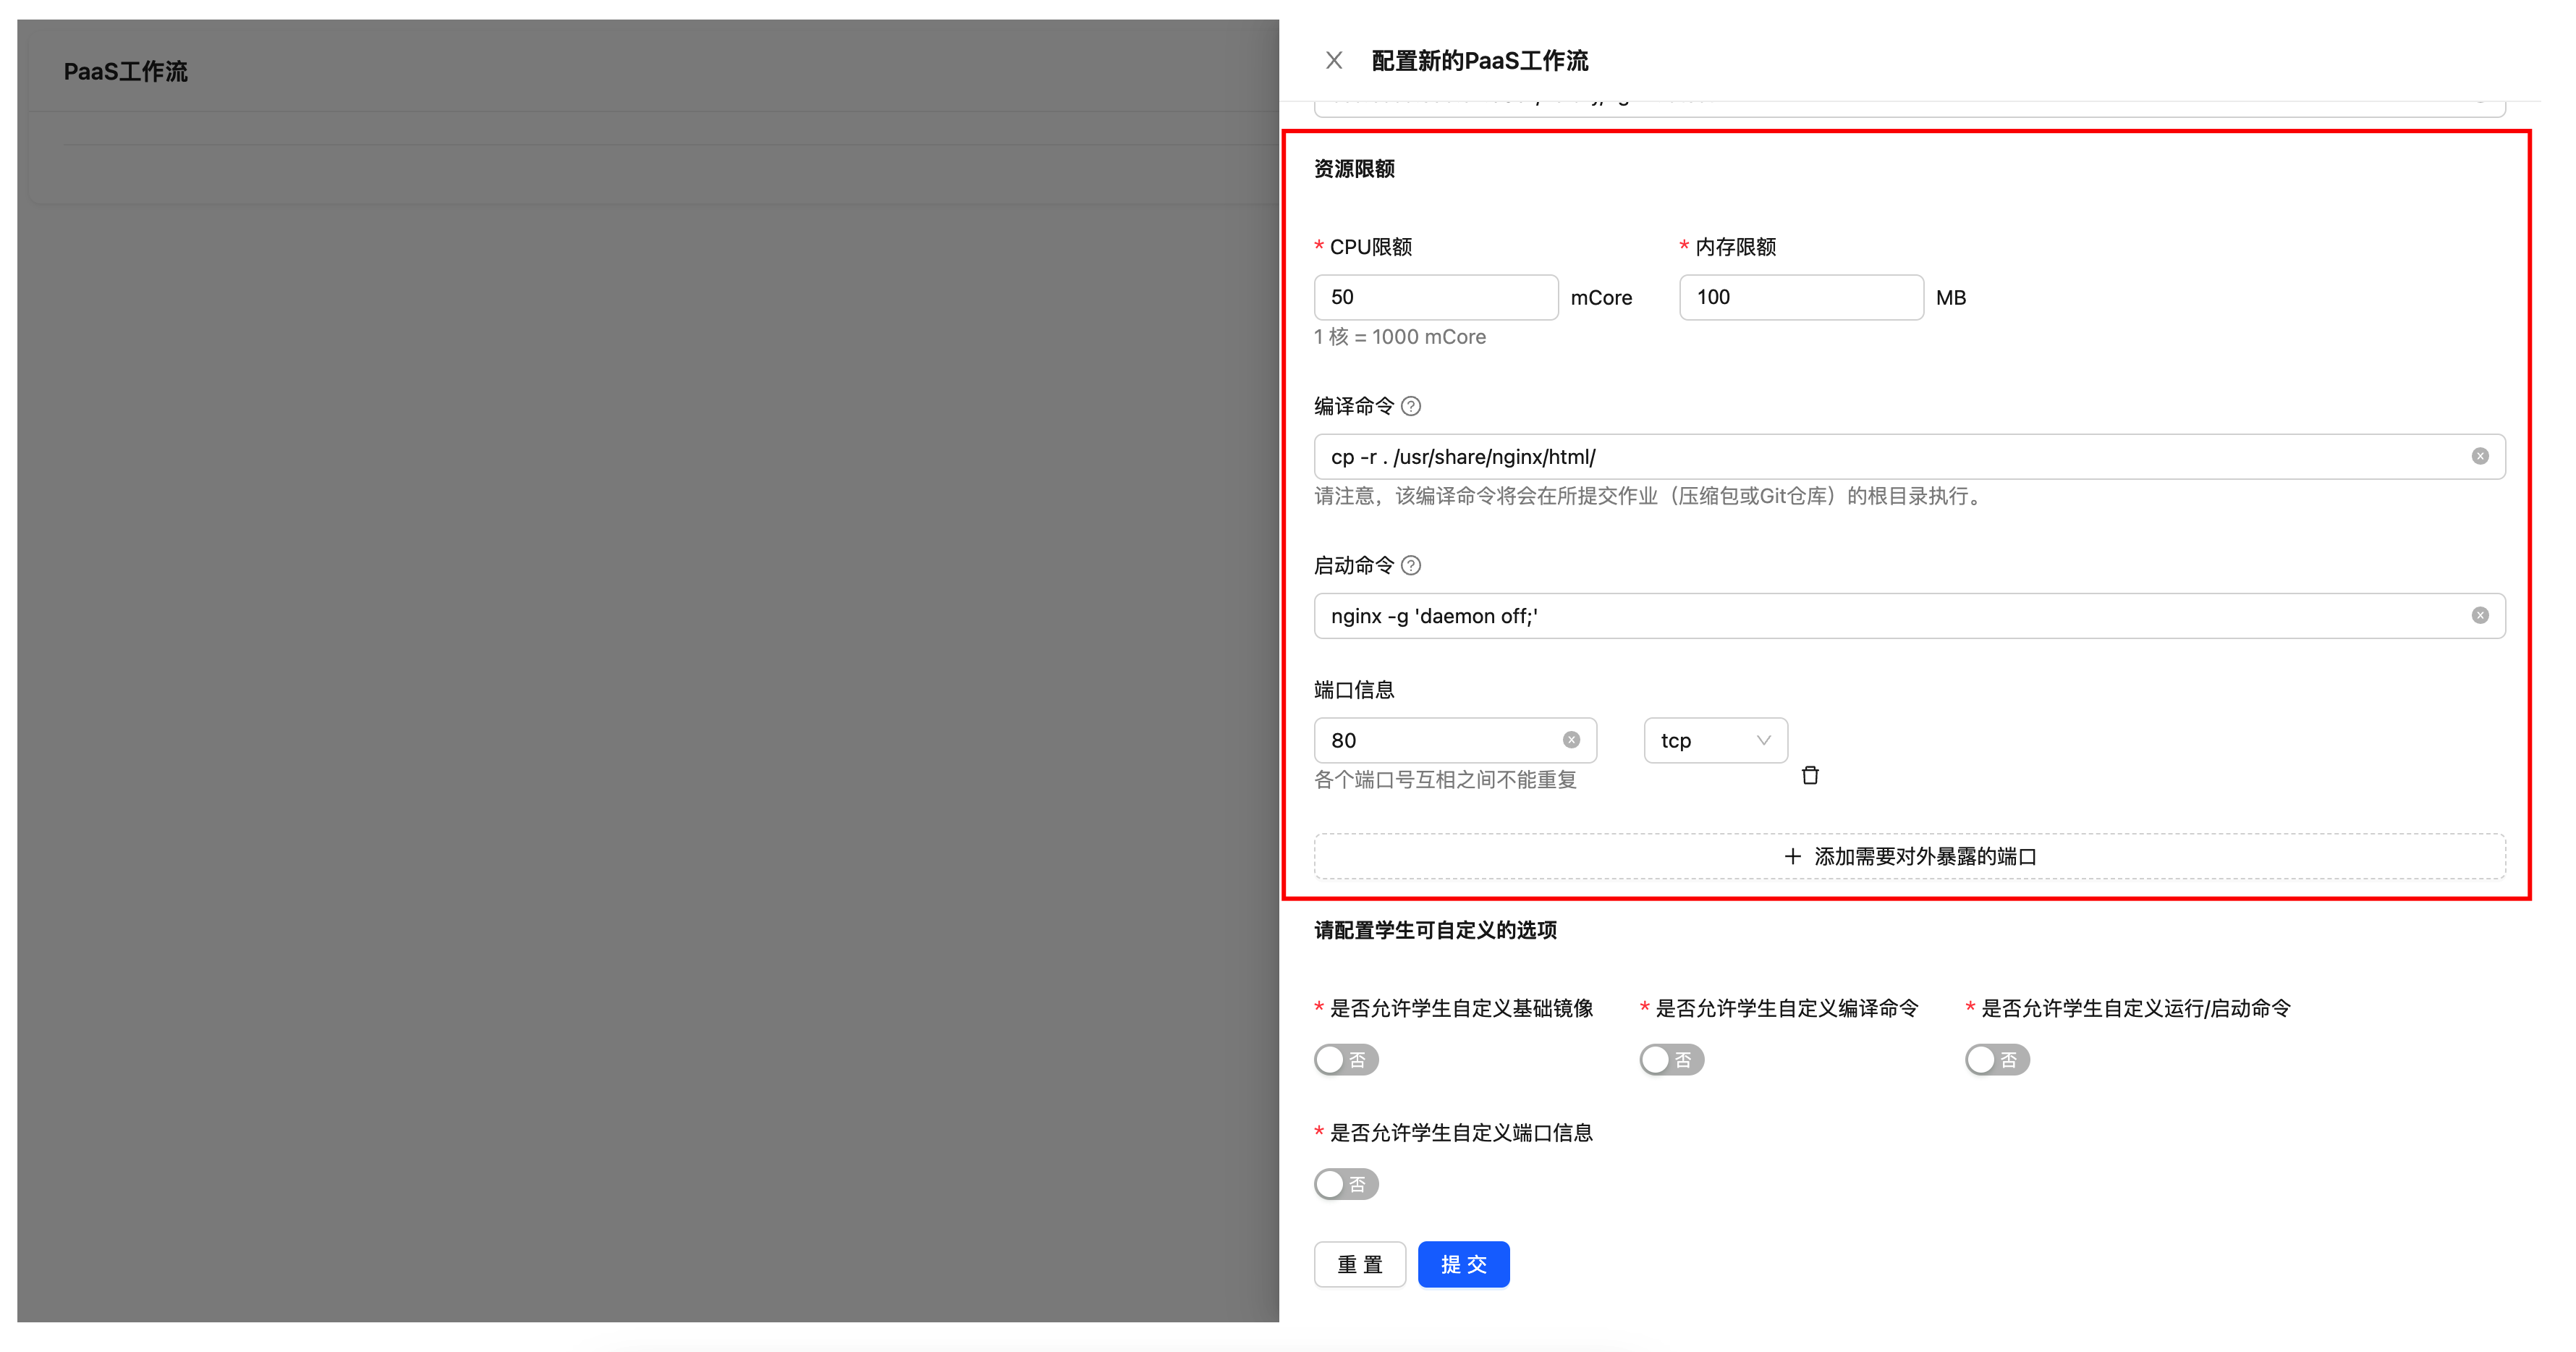 PaaS工作流
配置新的PaaS工作流
资源限额
* CPU限额
* 内存限额
50 mCore
100 MB
1 核 = 1000 mCore
编译命令
cp -r . /usr/share/nginx/html/
请注意，该编译命令将会在所提交作业（压缩包或Git仓库）的根目录执行。
启动命令
nginx -g 'daemon off;'
端口信息
80
tcp
各个端口号互相之间不能重复
添加需要对外暴露的端口
请配置学生可自定义的选项
* 是否允许学生自定义基础镜像
* 是否允许学生自定义编译命令
* 是否允许学生自定义运行/启动命令
否
否
否
* 是否允许学生自定义端口信息
否
重 置
提 交